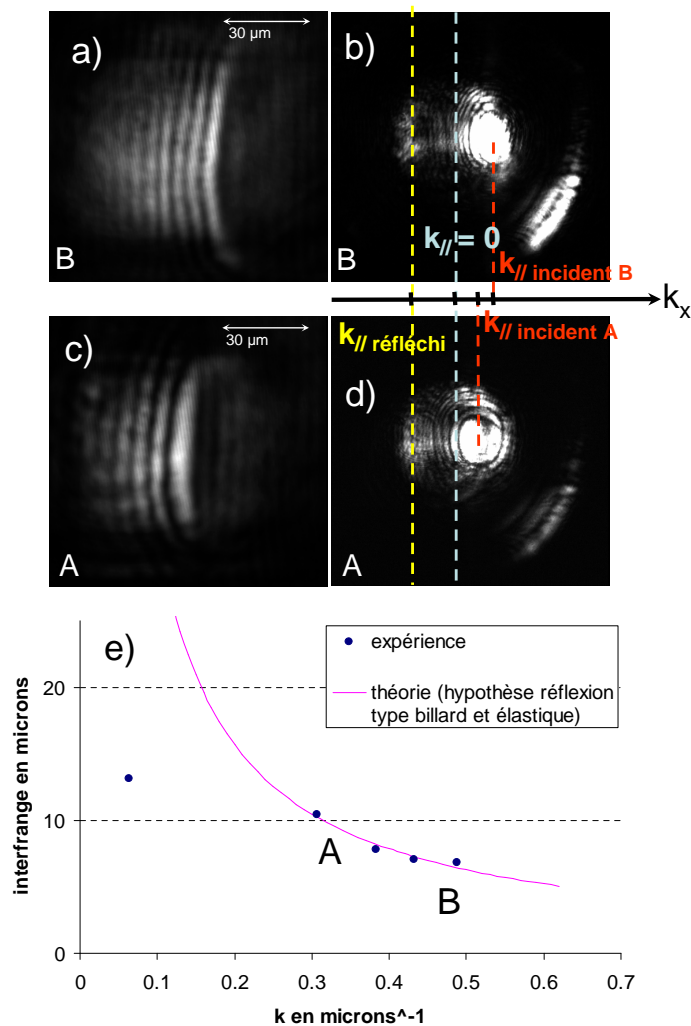 a)
30 µm
B
b)
k// = 0
B
k// incident B
kx
c)
30 µm
A
k// réfléchi
k// incident A
d)
A
e)
interfrange en microns
20
10
0
expérience
théorie (hypothèse réflexion
type billard et élastique)
A
B
0
0.1
0.2
0.3
0.4
0.5
0.6
0.7
k en microns^-1